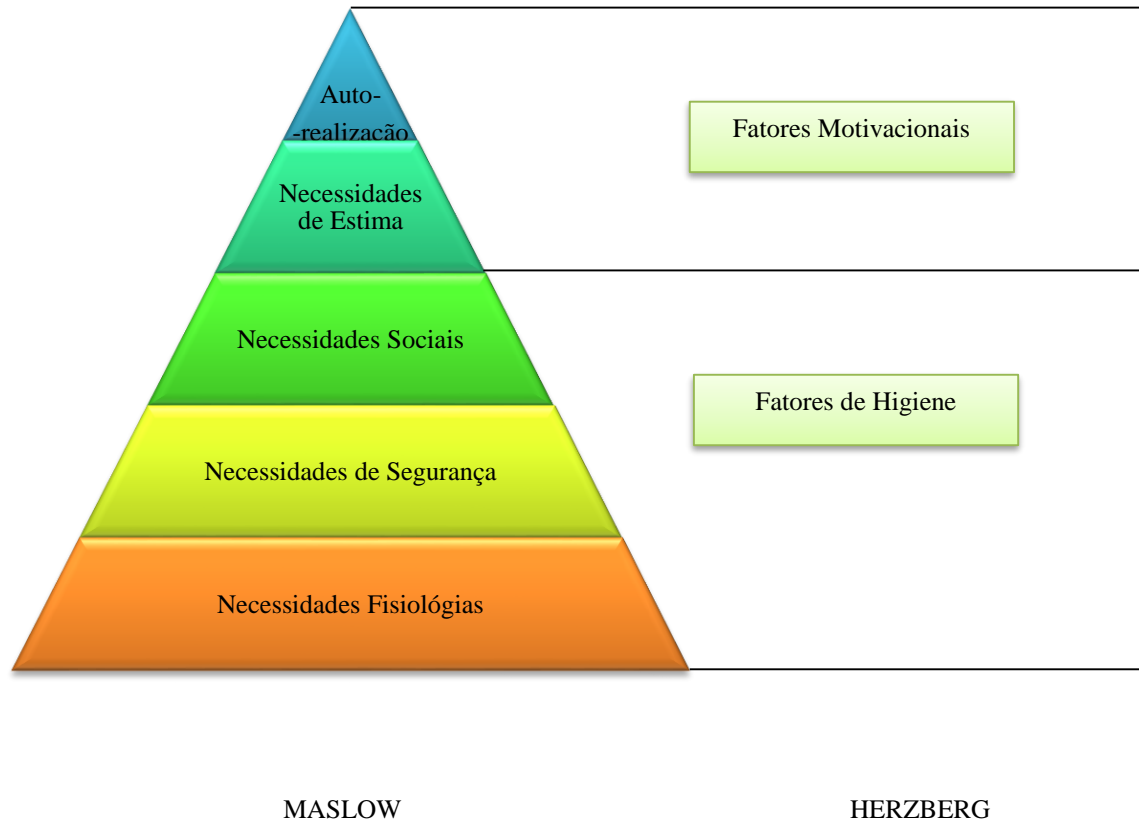 Auto-
-realização
Fatores Motivacionais
Necessidades
de Estima
Necessidades Sociais
Fatores de Higiene
Necessidades de Segurança
Necessidades Fisiológias
MASLOW
HERZBERG